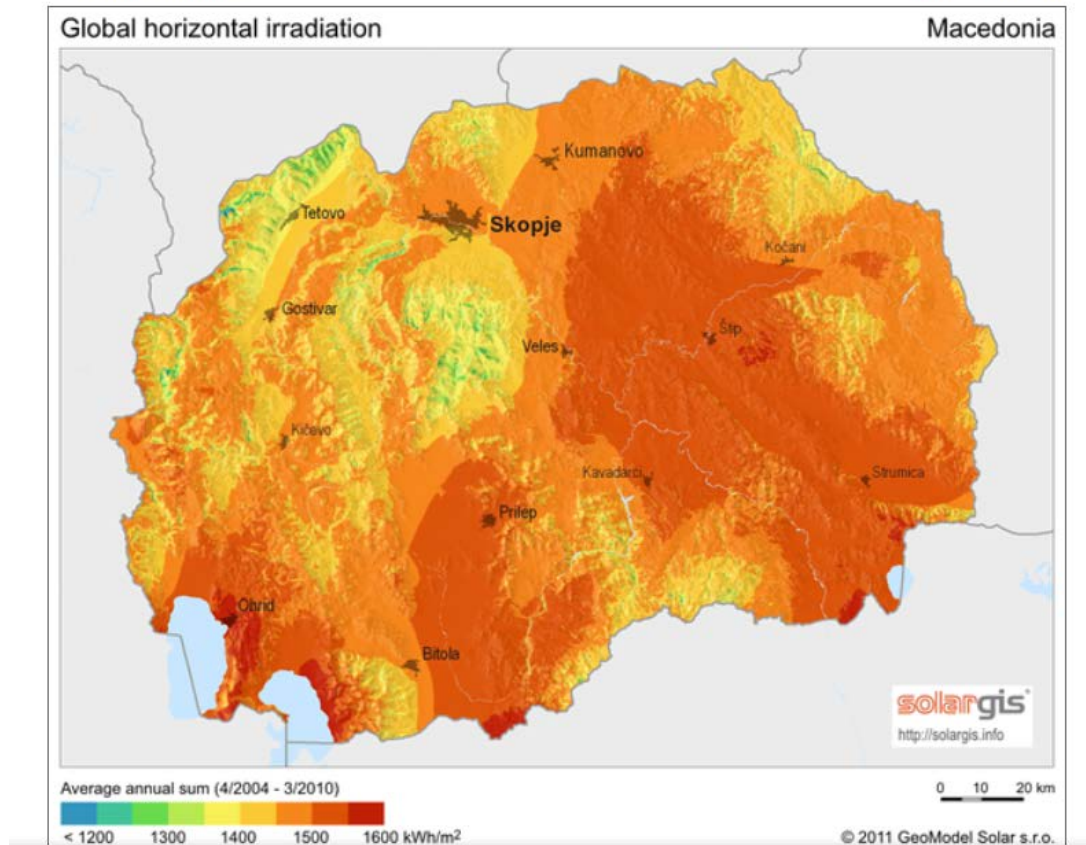 Global horizontal irradiation
Macedonia
Kumanovo
Tetovo
Skopje
Kočani
Gostivar
Štip
Veles
Kičevo
Kavadarci
Strumica
Prilep
Ohrid
Bitola
solargis
http://solargis.info
Average annual sum (4/2004 - 3/2010)
0 10 20 km
< 1200 1300 1400 1500 1600 kWh/m²
© 2011 GeoModel Solar s.r.o.